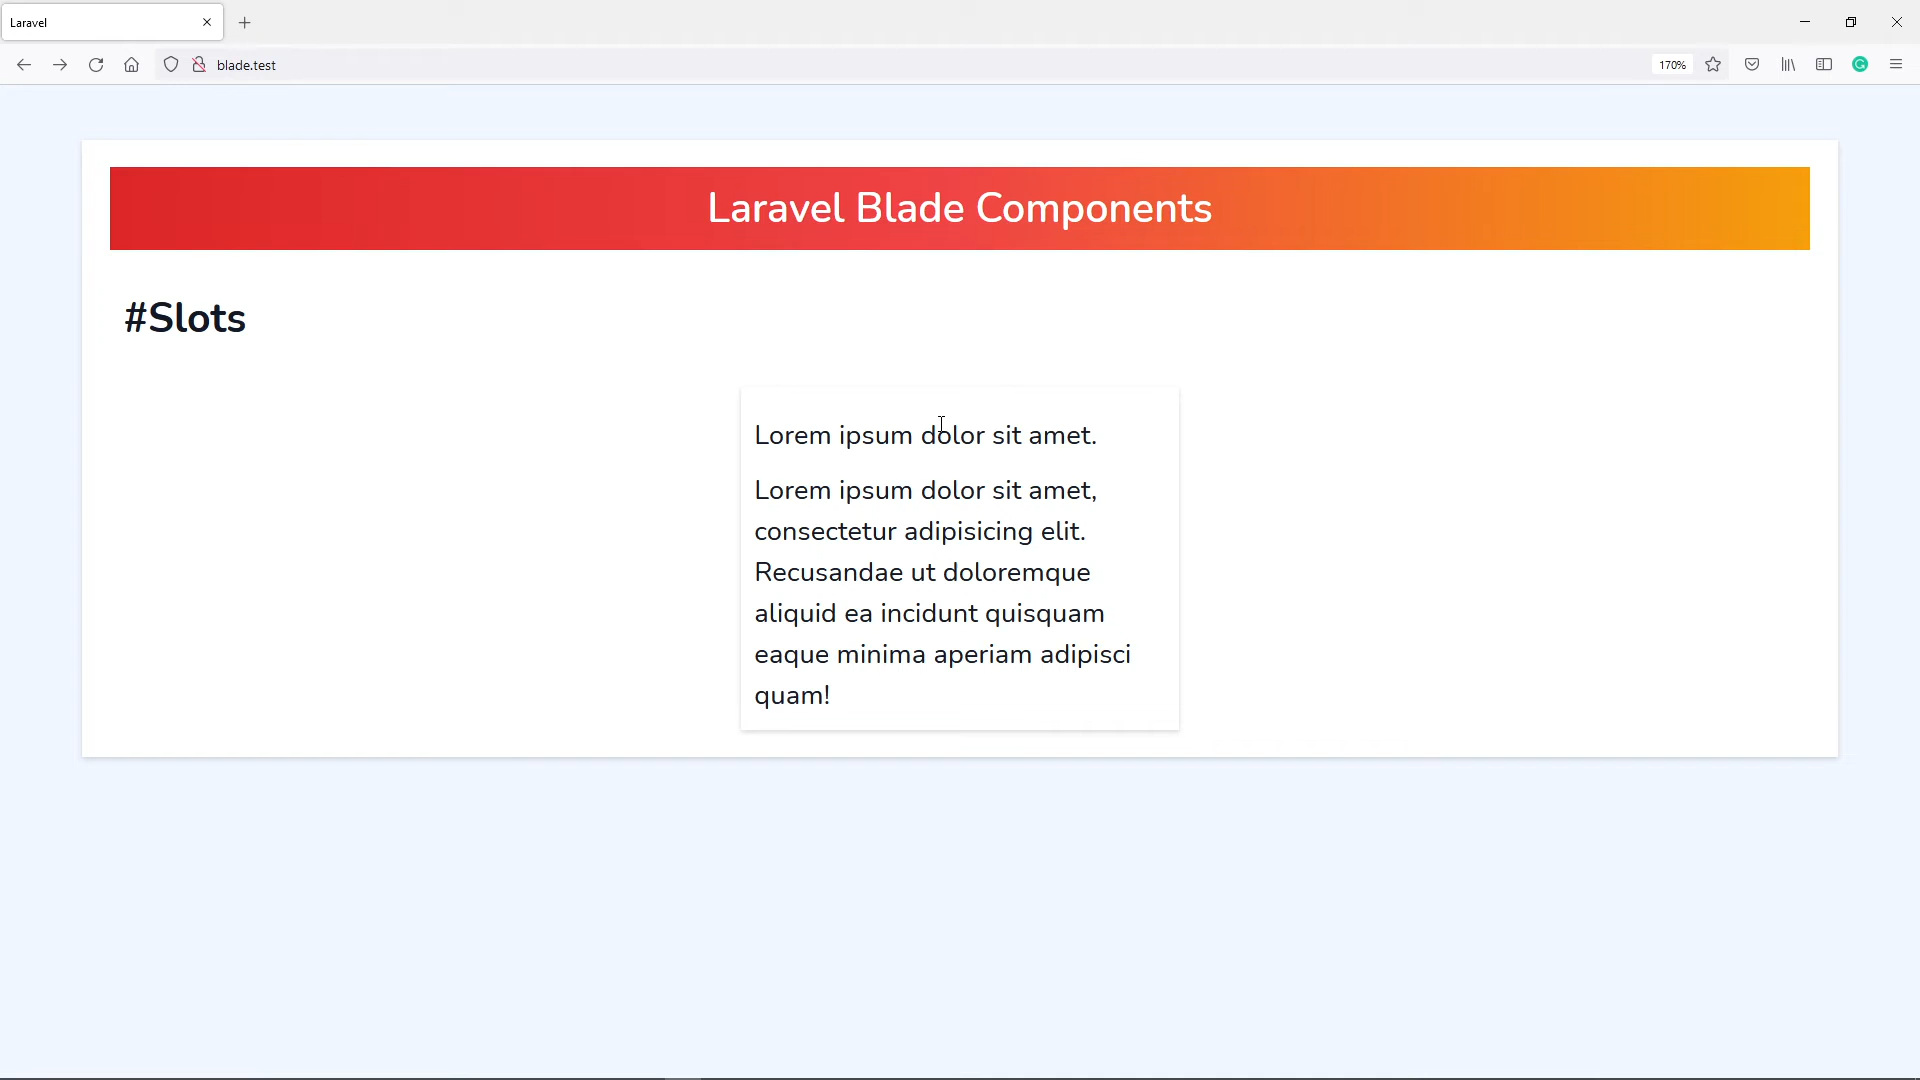 Laravel
blade.test
170%
Laravel Blade Components
#Slots
Lorem ipsum dolor sit amet.
Lorem ipsum dolor sit amet,
consectetur adipisicing elit.
Recusandae ut doloremque
aliquid ea incidunt quisquam
eaque minima aperiam adipisci
quam!